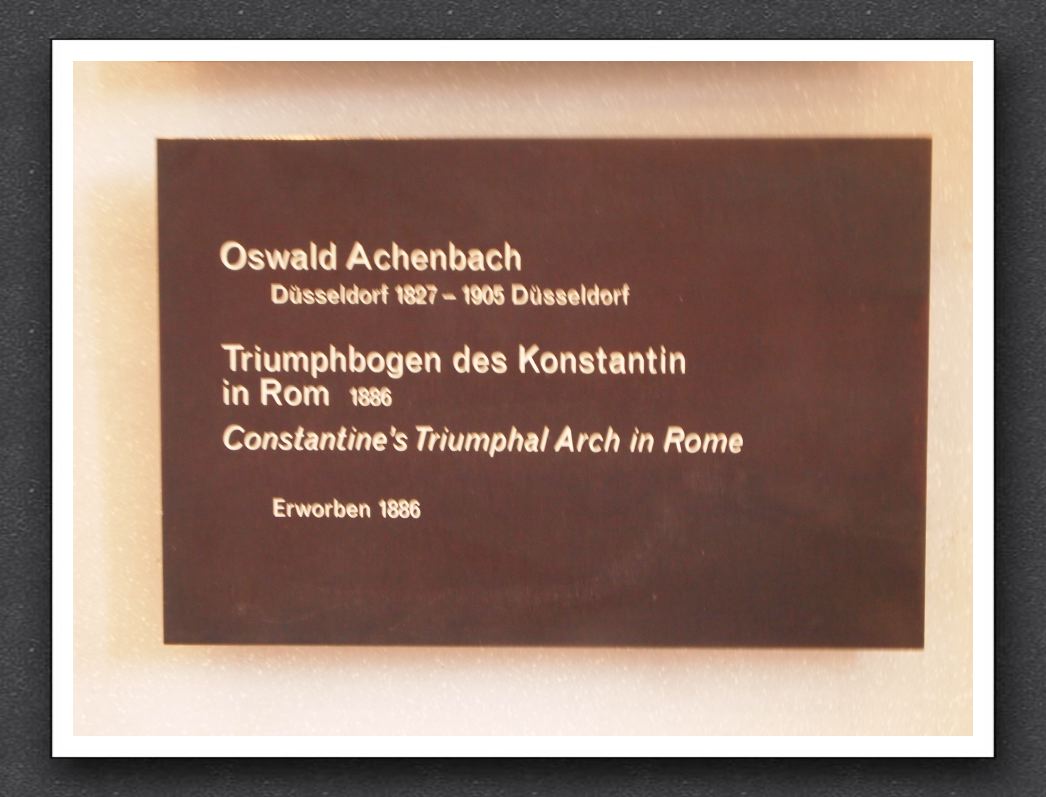 Oswald Achenbach
Düsseldorf 1827 – 1905 Düsseldorf
Triumphbogen des Konstantin
in Rom 1886
Constantine's Triumphal Arch in Rome
Erworben 1886